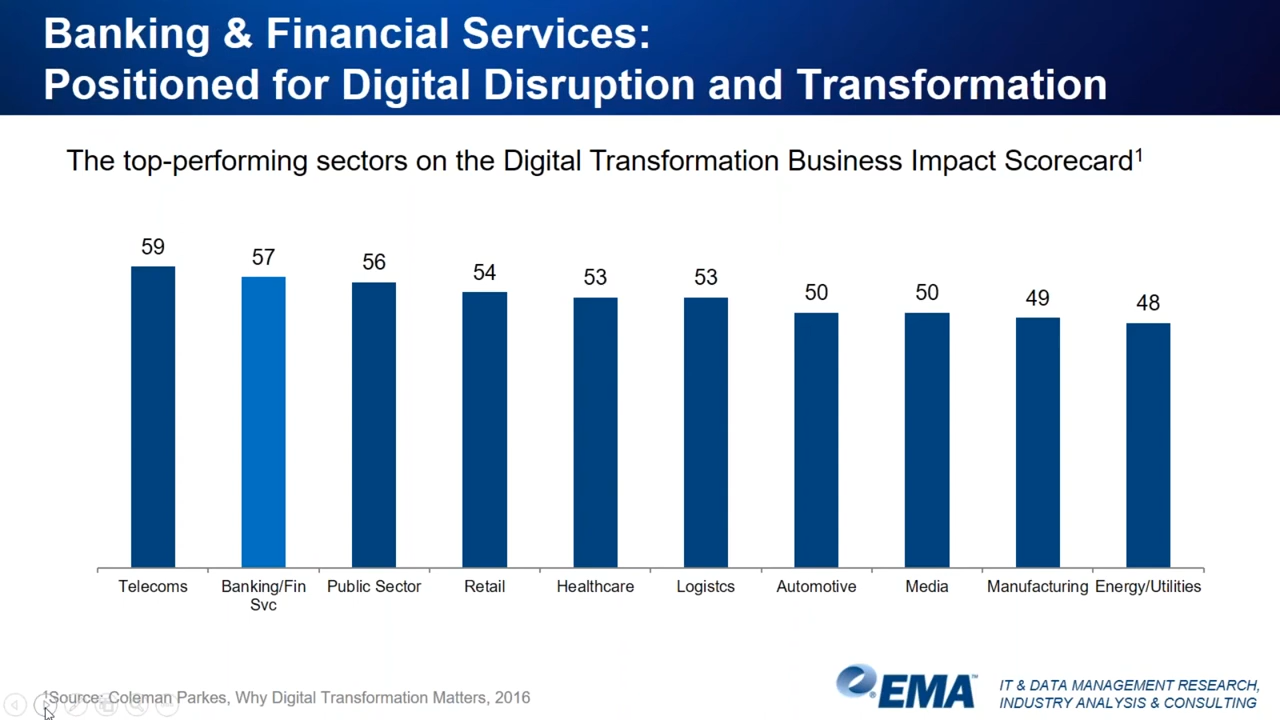 Banking & Financial Services:
Positioned for Digital Disruption and Transformation
The top-performing sectors on the Digital Transformation Business Impact Scorecard¹
59
57
56
54
53
53
50
50
49
48
Telecoms
Banking/Fin
Svc
Public Sector
Retail
Healthcare
Logistcs
Automotive
Media
Manufacturing
Energy/Utilities
¹Source: Coleman Parkes, Why Digital Transformation Matters, 2016
EMA
IT & DATA MANAGEMENT RESEARCH,
INDUSTRY ANALYSIS & CONSULTING